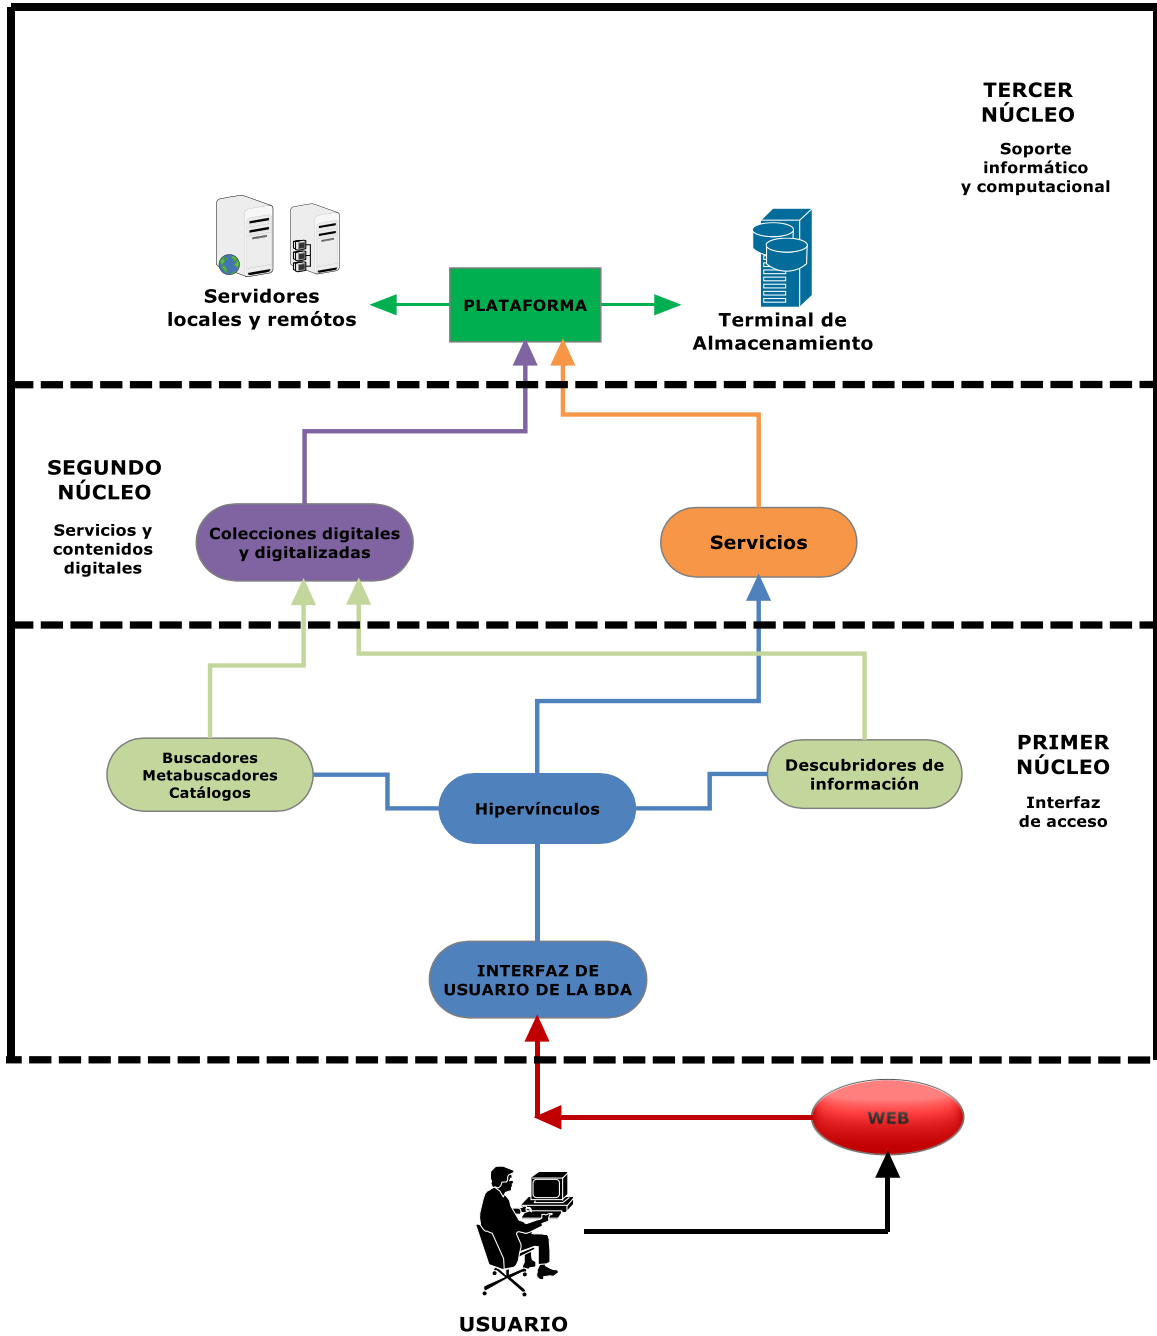 TERCER
NÚCLEO
Soporte
informático
y computacional
Servidores
locales y remótos
PLATAFORMA
Terminal de
Almacenamiento
SEGUNDO
NÚCLEO
Servicios y
contenidos
digitales
Colecciones digitales
y digitalizadas
Servicios
Buscadores
Metabuscadores
Catálogos
Hipervínculos
Descubridores de
información
PRIMER
NÚCLEO
Interfaz
de acceso
INTERFAZ DE
USUARIO DE LA BDA
WEB
USUARIO